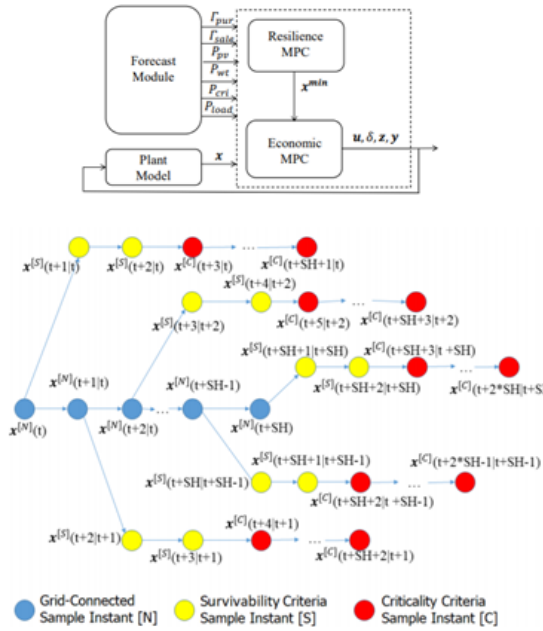 Γpur
Γsale
Ppv
Pwt
Pcri
Pload
Forecast
Module
Resilience
MPC
x^min
Economic
MPC
u, δ, z, y
Plant
Model
x
x^[S](t+1|t)
x^[S](t+2|t)
x^[C](t+3|t)
...
x^[C](t+SH+1|t)
x^[S](t+4|t+2)
x^[S](t+3|t+2)
x^[C](t+5|t+2)
...
x^[C](t+SH+3|t+2)
x^[S](t+SH+1|t+SH)
x^[C](t+SH+3|t +SH)
x^[S](t+SH+2|t+SH)
...
x^[C](t+2*SH|t+SH)
x^[N](t+1|t)
x^[N](t+SH-1)
x^[N](t)
x^[N](t+2|t)
...
x^[N](t+SH)
x^[S](t+SH+1|t+SH-1)
x^[C](t+2*SH-1|t+SH-1)
x^[S](t+SH|t+SH-1)
...
x^[C](t+SH+2|t +SH-1)
x^[S](t+2|t+1)
x^[C](t+4|t+1)
x^[S](t+3|t+1)
...
x^[C](t+SH+2|t+1)
Grid-Connected
Sample Instant [N]
Survivability Criteria
Sample Instant [S]
Criticality Criteria
Sample Instant [C]